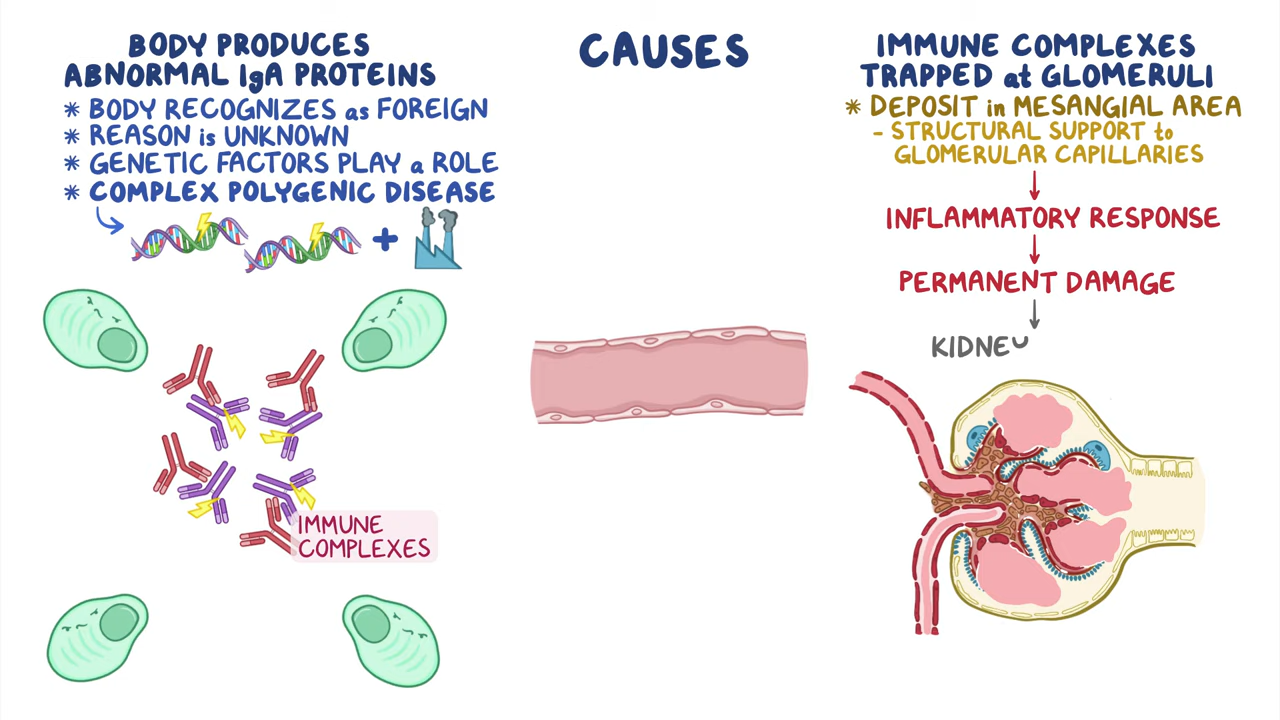 CAUSES
BODY PRODUCES
ABNORMAL IgA PROTEINS
* BODY RECOGNIZES as FOREIGN
* REASON is UNKNOWN
* GENETIC FACTORS PLAY a ROLE
* COMPLEX POLYGENIC DISEASE
IMMUNE
COMPLEXES
IMMUNE COMPLEXES
TRAPPED at GLOMERULI
* DEPOSIT in MESANGIAL AREA
- STRUCTURAL SUPPORT to
GLOMERULAR CAPILLARIES
INFLAMMATORY RESPONSE
PERMANENT DAMAGE